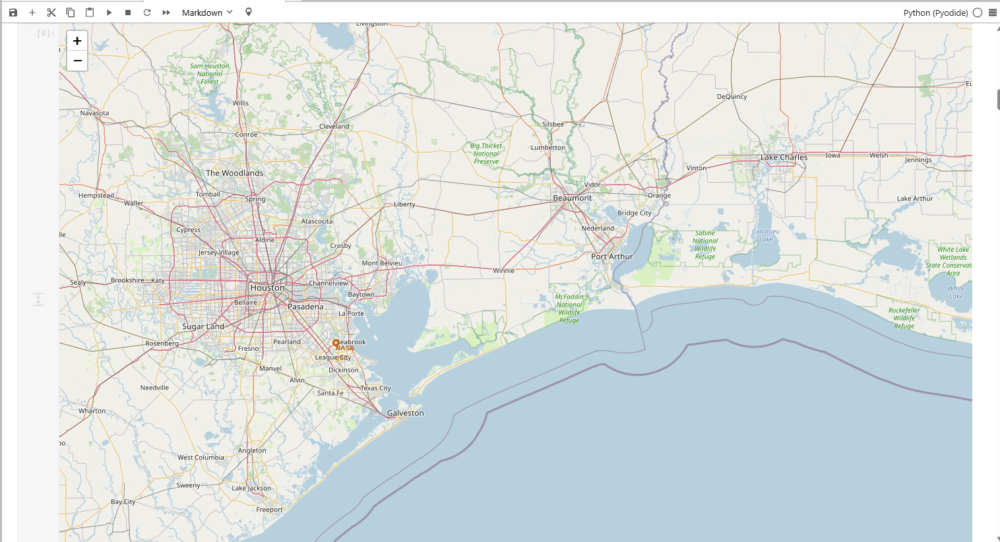 Markdown
Python (Pyodide)
[8]:
+
−
Livingston
Sam Houston
National
Forest
Willis
Navasota
Conroe
Cleveland
Silsbee
Lumberton
Big Thicket
National
Preserve
DeQuincy
Lake Charles
Iowa
Welsh
Jennings
Vinton
The Woodlands
Hempstead
Waller
Tomball
Spring
Liberty
Vidor
Beaumont
Orange
Bridge City
Lake Arthur
Atascocita
Cypress
Aldine
Nederland
Crosby
Jersey Village
Port Arthur
Sabine
National
Wildlife
Refuge
Calcasieu
Lake
White Lake
Wetlands
State Conservat
Area
White
Lake
Mont Belvieu
Winnie
Sealy
Brookshire
Katy
Houston
Channelview
Baytown
Bellaire
Pasadena
La Porte
McFaddin
National
Wildlife
Refuge
Rockefeller
Wildlife
Refuge
Sugar Land
Rosenberg
Fresno
Pearland
Seabrook
NASA
League City
Manvel
Dickinson
Alvin
Needville
Santa Fe
Texas City
Wharton
Galveston
Angleton
West Columbia
Sweeny
Lake Jackson
Bay City
Freeport